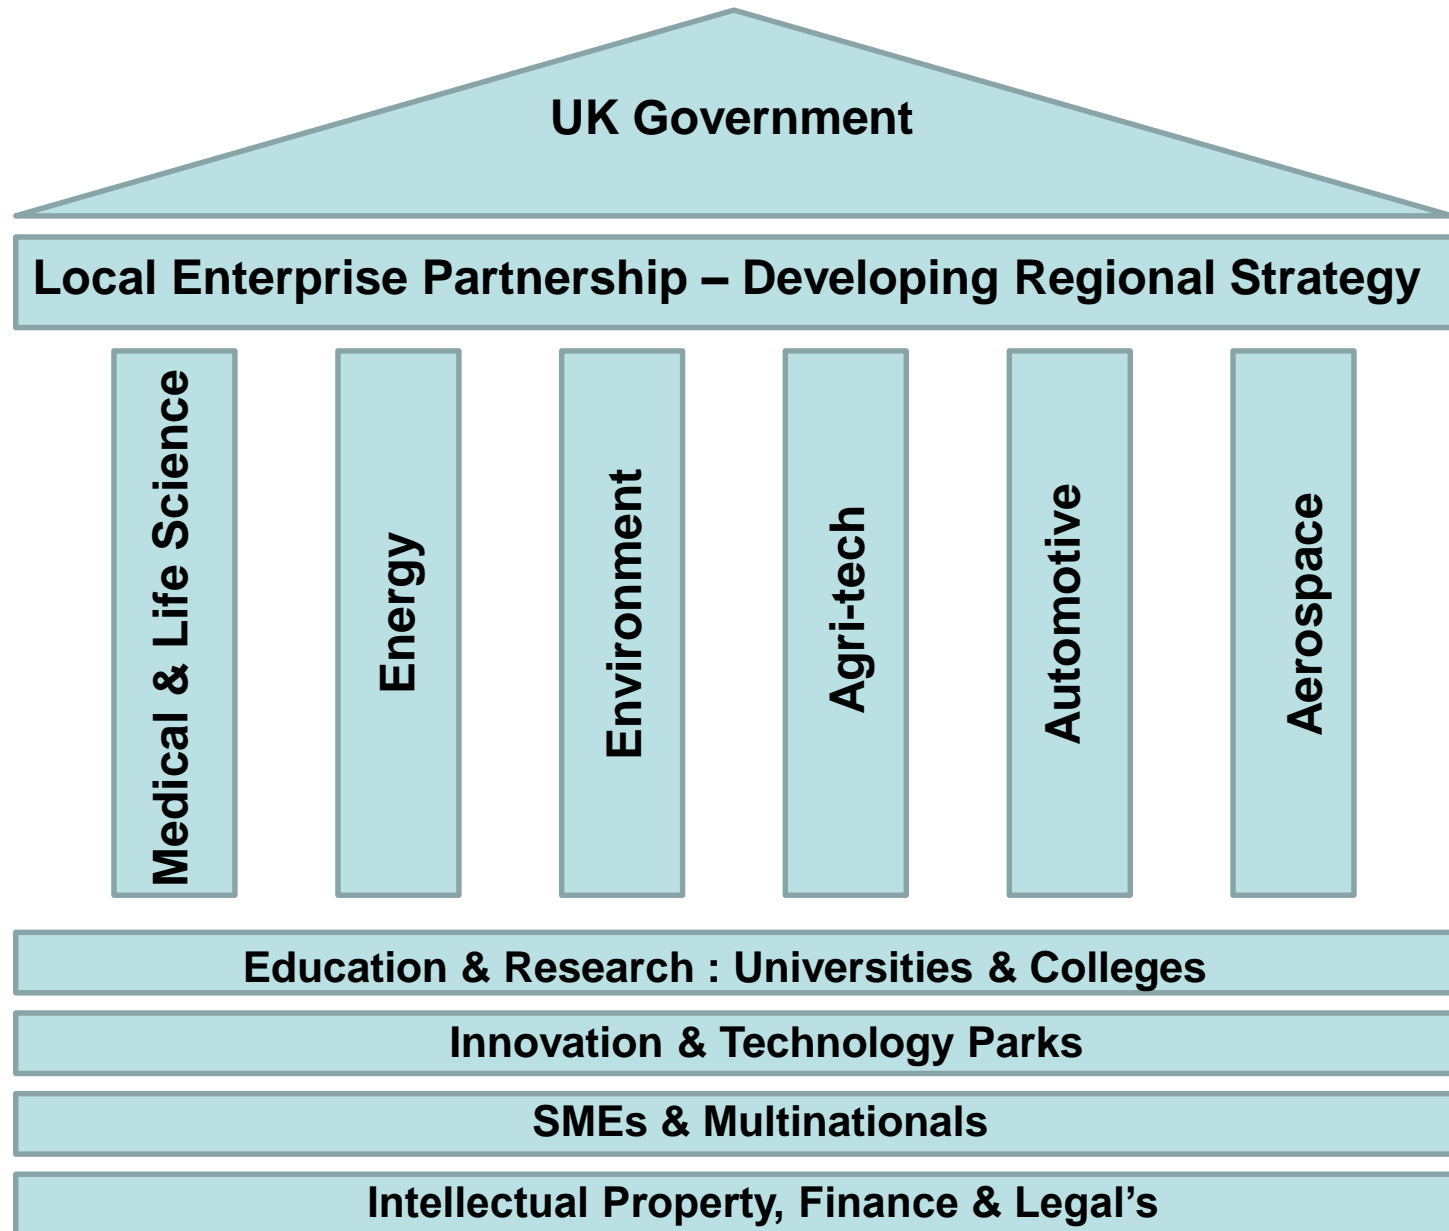 UK Government
Local Enterprise Partnership – Developing Regional Strategy
Medical & Life Science
Energy
Environment
Agri-tech
Automotive
Aerospace
Education & Research : Universities & Colleges
Innovation & Technology Parks
SMEs & Multinationals
Intellectual Property, Finance & Legal’s